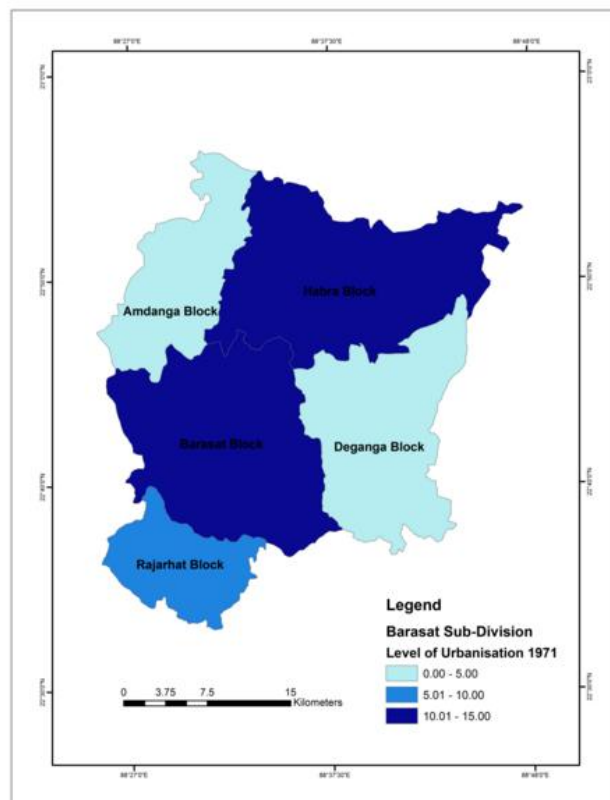 88°27'0"E 88°37'30"E 88°48'0"E
Habra Block
Amdanga Block
Barasat Block
Deganga Block
Rajarhat Block
Legend
Barasat Sub-Division
Level of Urbanisation 1971
0.00 - 5.00
5.01 - 10.00
10.01 - 15.00
0 3.75 7.5 15
Kilometers
88°27'0"E 88°37'30"E 88°48'0"E